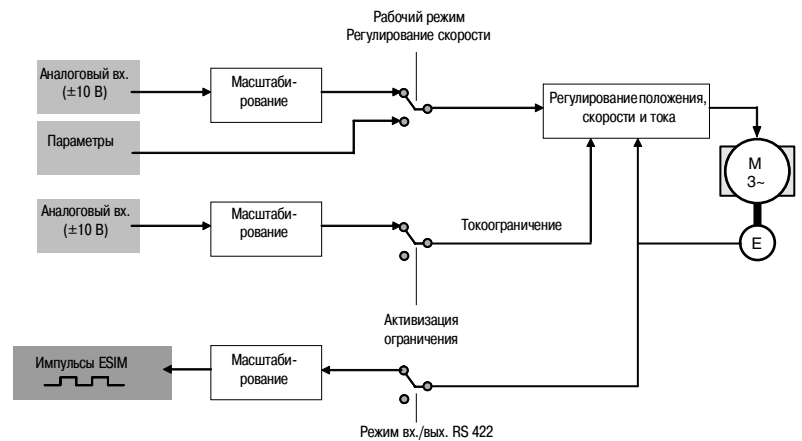 Рабочий режим
Регулирование скорости
Аналоговый вх.
(±10 В)
Масштаби-
рование
Регулирование положения,
скорости и тока
Параметры
М
3~
Аналоговый вх.
(±10 В)
Масштаби-
рование
Токоограничение
E
Активизация
ограничения
Импульсы ESIM
Масштаби-
рование
Режим вх./вых. RS 422